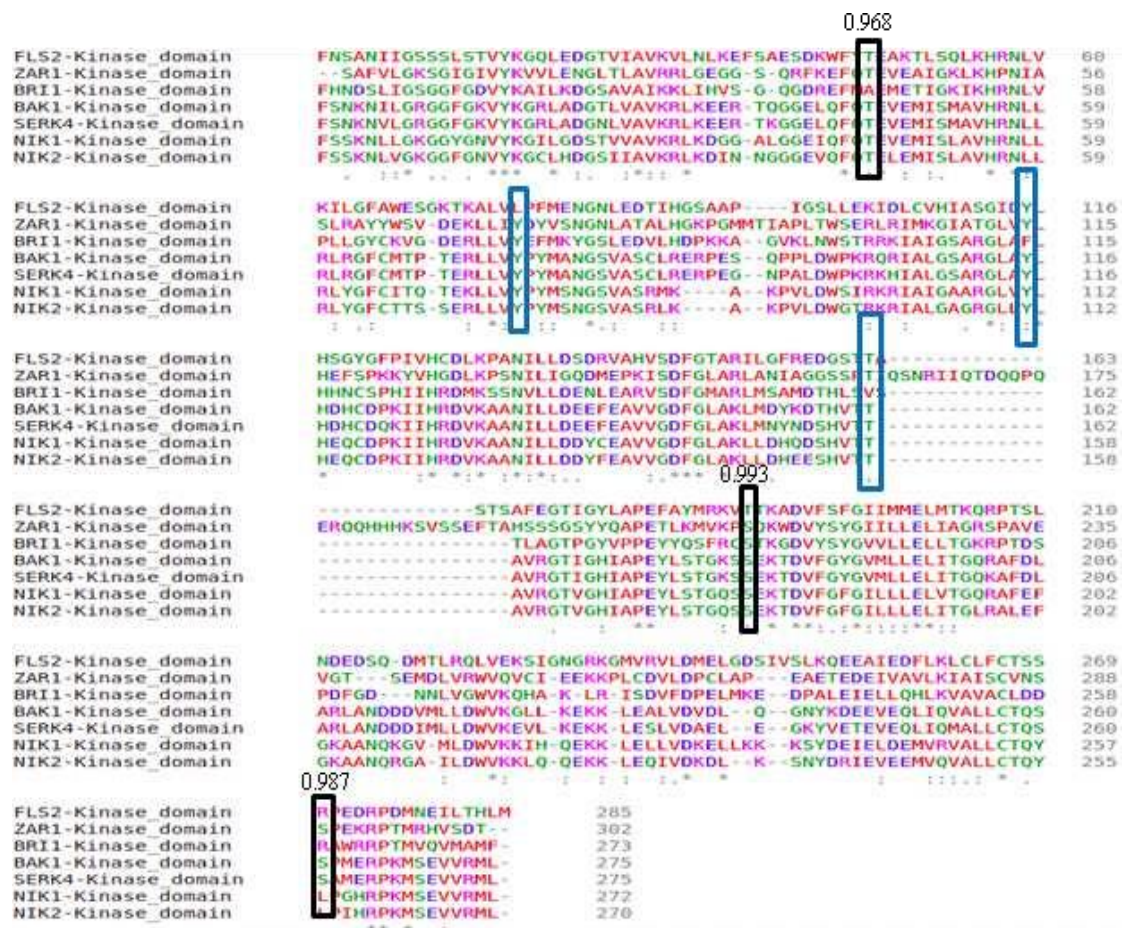 0.968
FLS2-Kinase_domain FNSANIIGSSSLSTVYKGQLEDGTVIAVKVLNLKEFSAESDKWFYTEAKTLSQLKHRNLV 60
ZAR1-Kinase_domain --SAFVLGKSGIGIVYKVVLENGLTLAVRRLGEGG-S-QRFKEFQTEVEAIGKLKHPNIA 56
BRI1-Kinase_domain FHNDSLIGSGGFGDVYKAILKDGSAVAIKKLIHVS-G-QGDREFMAEMETIGKIKHRNLV 58
BAK1-Kinase_domain FSNKNILGRGGFGKVYKGRLADGTLVAVKRLKEER-TQGGELQFQTEVEMISMAVHRNLL 59
SERK4-Kinase_domain FSNKNVLGRGGFGKVYKGRLADGNLVAVKRLKEER-TKGGELQFQTEVEMISMAVHRNLL 59
NIK1-Kinase_domain FSSKNLLGKGGYGNVYKGILGDSTVVAVKRLKDGG-ALGGEIQFQTEVEMISLAVHRNLL 59
NIK2-Kinase_domain FSSKNLVGKGGFGNVYKGCLHDGSIIAVKRLKDIN-NGGGEVQFQTELEMISLAVHRNLL 59
FLS2-Kinase_domain KILGFAWESGKTKALVLPFMENGNLEDTIHGSAAP----IGSLLEKIDLCVHIASGIDYL 116
ZAR1-Kinase_domain SLRAYYWSV-DEKLLIYDYVSNGNLATALHGKPGMMTIAPLTWSERLRIMKGIATGLVYL 115
BRI1-Kinase_domain PLLGYCKVG-DERLLVYEFMKYGSLEDVLHDPKKA--GVKLNWSTRRKIAIGSARGLAFL 115
BAK1-Kinase_domain RLRGFCMTP-TERLLVYPYMANGSVASCLRERPES--QPPLDWPKRQRIALGSARGLAYL 116
SERK4-Kinase_domain RLRGFCMTP-TERLLVYPYMANGSVASCLRERPEG--NPALDWPKRKHIALGSARGLAYL 116
NIK1-Kinase_domain RLYGFCITQ-TEKLLVYPYMSNGSVASRMK----A--KPVLDWSIRKRIAIGAARGLVYL 112
NIK2-Kinase_domain RLYGFCTTS-SERLLVYPYMSNGSVASRLK----A--KPVLDWGTRKRIALGAGRGLLYL 112
FLS2-Kinase_domain HSGYGFPIVHCDLKPANILLDSDRVAHVSDFGTARILGFREDGSTTA------------- 163
ZAR1-Kinase_domain HEFSPKKYVHGDLKPSNILIGQDMEPKISDFGLARLANIAGGSSPTIQSNRIIQTDQQPQ 175
BRI1-Kinase_domain HHNCSPHIIHRDMKSSNVLLDENLEARVSDFGMARLMSAMDTHLSVS------------- 162
BAK1-Kinase_domain HDHCDPKIIHRDVKAANILLDEEFEAVVGDFGLAKLMDYKDTHVTT-------------- 162
SERK4-Kinase_domain HDHCDQKIIHRDVKAANILLDEEFEAVVGDFGLAKLMNYNDSHVTT-------------- 162
NIK1-Kinase_domain HEQCDPKIIHRDVKAANILLDDYCEAVVGDFGLAKLLDHQDSHVTT-------------- 158
NIK2-Kinase_domain HEQCDPKIIHRDVKAANILLDDYFEAVVGDFGLAKLLDHEESHVTT-------------- 158
0.993
FLS2-Kinase_domain ---------------STSAFEGTIGYLAPEFAYMRKVTTKADVFSFGIIMMELMTKQRPTSL 210
ZAR1-Kinase_domain ERQQHHHKSVSSEFTAHSSSGSYYQAPETLKMVKPSQKWDVYSYGIILLELIAGRSPAVE 235
BRI1-Kinase_domain ------------------TLAGTPGYVPPEYYQSFRCSTKGDVYSYGVVLLELLTGKRPTDS 206
BAK1-Kinase_domain ------------------AVRGTIGHIAPEYLSTGKSSEKTDVFGYGVMLLELITGQRAFDL 206
SERK4-Kinase_domain ------------------AVRGTIGHIAPEYLSTGKSSEKTDVFGYGVMLLELITGQKAFDL 206
NIK1-Kinase_domain ------------------AVRGTVGHIAPEYLSTGQSSEKTDVFGFGILLLELVTGQRAFEF 202
NIK2-Kinase_domain ------------------AVRGTVGHIAPEYLSTGQSSEKTDVFGFGILLLELITGLRALEF 202
FLS2-Kinase_domain NDEDSQ-DMTLRQLVEKSIGNGRKGMVRVLDMELGDSIVSLKQEEAIEDFLKLCLFCTSS 269
ZAR1-Kinase_domain VGT---SEMDLVRWVQVCI-EEKKPLCDVLDPCLAP---EAETEDEIVAVLKIAISCVNS 288
BRI1-Kinase_domain PDFGD---NNLVGWVKQHA-K-LR-ISDVFDPELMKE--DPALEIELLQHLKVAVACLDD 258
BAK1-Kinase_domain ARLANDDDVMLLDWVKGLL-KEKK-LEALVDVDL--Q--GNYKDEEVEQLIQVALLCTQS 260
SERK4-Kinase_domain ARLANDDDIMLLDWVKEVL-KEKK-LESLVDAEL--E--GKYVETEVEQLIQMALLCTQS 260
NIK1-Kinase_domain GKAANQKGV-MLDWVKKIH-QEKK-LELLVDKELLKK--KSYDEIELDEMVRVALLCTQY 257
NIK2-Kinase_domain GKAANQRGA-ILDWVKKLQ-QEKK-LEQIVDKDL--K--SNYDRIEVEEMVQVALLCTQY 255
0.987
FLS2-Kinase_domain RPEDRPDMNEILTHLM 285
ZAR1-Kinase_domain SPEKRPTMRHVSDT-- 302
BRI1-Kinase_domain RAWRRPTMVQVMAMF- 273
BAK1-Kinase_domain SPMERPKMSEVVRML- 275
SERK4-Kinase_domain SAMERPKMSEVVRML- 275
NIK1-Kinase_domain LPGHRPKMSEVVRML- 272
NIK2-Kinase_domain LPIHRPKMSEVVRML- 270